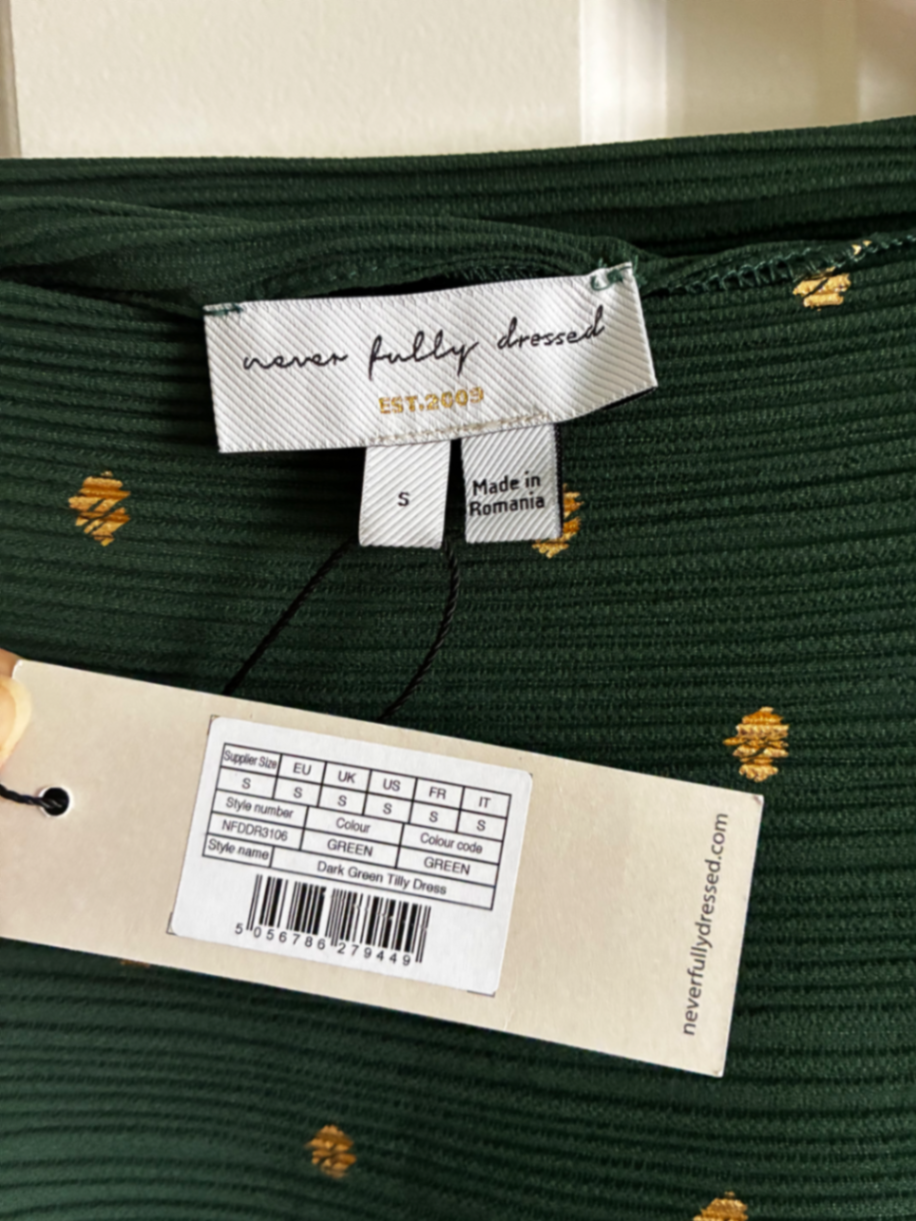 never fully dressed
EST.2009
S
Made in
Romania
Supplier Size EU UK US FR IT
S S S S S S
Style number Colour Colour code
NFDDR3106 GREEN GREEN
Style name Dark Green Tilly Dress
5 056786 279449
neverfullydressed.com